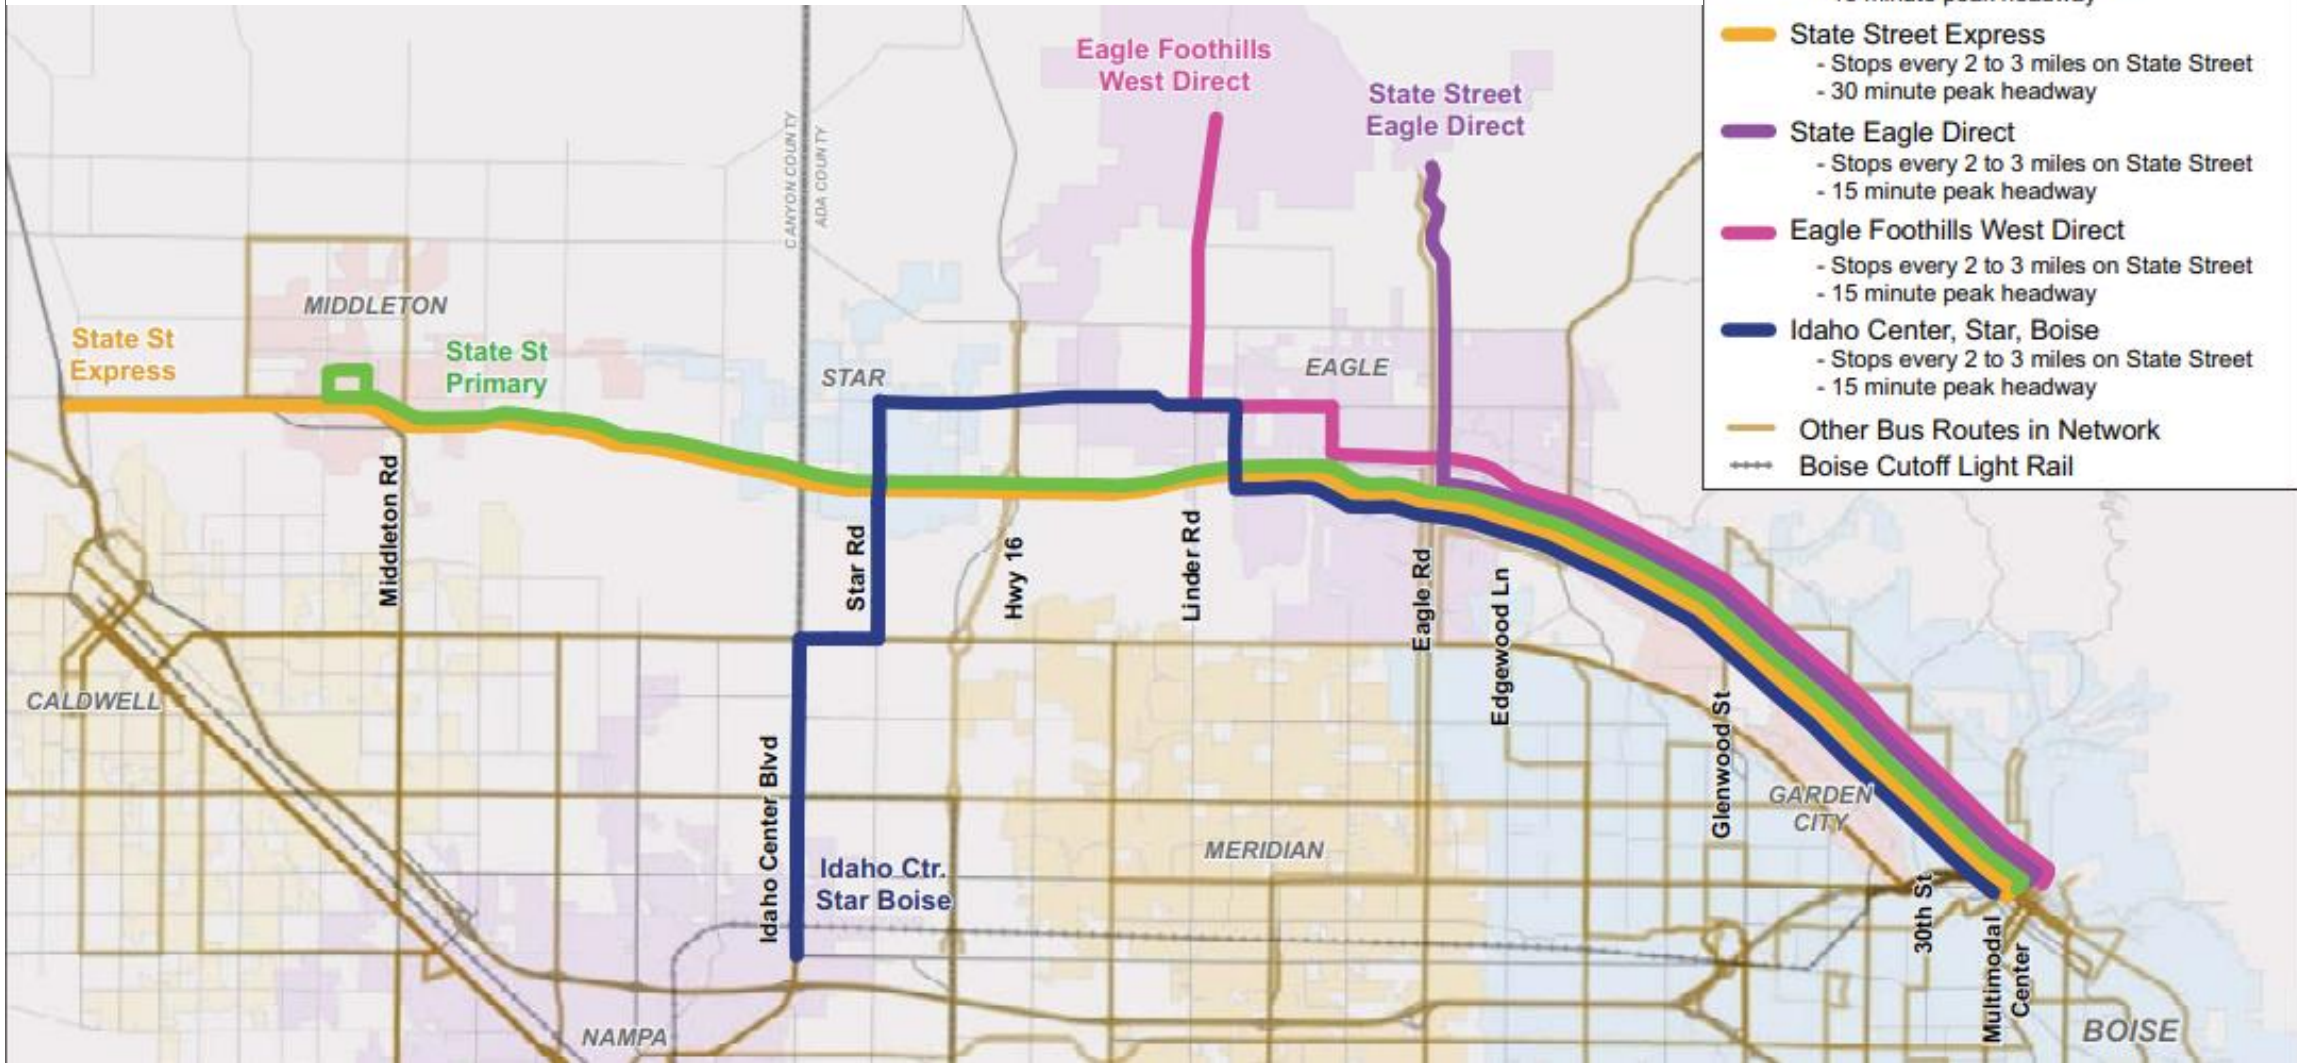 15 minute peak headway
State Street Express
- Stops every 2 to 3 miles on State Street
- 30 minute peak headway
State Eagle Direct
- Stops every 2 to 3 miles on State Street
- 15 minute peak headway
Eagle Foothills West Direct
- Stops every 2 to 3 miles on State Street
- 15 minute peak headway
Idaho Center, Star, Boise
- Stops every 2 to 3 miles on State Street
- 15 minute peak headway
Other Bus Routes in Network
Boise Cutoff Light Rail
Eagle Foothills
West Direct
State Street
Eagle Direct
CANYON COUNTY
ADA COUNTY
MIDDLETON
State St
Express
State St
Primary
STAR
EAGLE
Middleton Rd
Star Rd
Hwy 16
Linder Rd
Eagle Rd
Edgewood Ln
CALDWELL
Idaho Center Blvd
Glenwood St
GARDEN
CITY
MERIDIAN
Idaho Ctr.
Star Boise
30th St
Multimodal
Center
NAMPA
BOISE